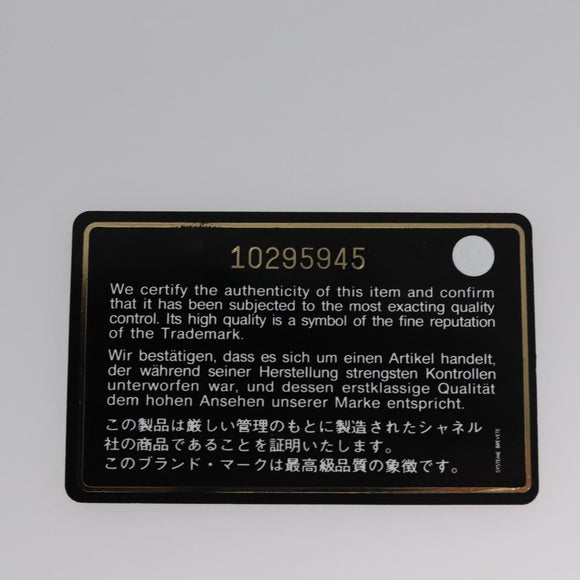 10295945
We certify the authenticity of this item and confirm
that it has been subjected to the most exacting quality
control. Its high quality is a symbol of the fine reputation
of the Trademark.
Wir bestätigen, dass es sich um einen Artikel handelt,
der während seiner Herstellung strengsten Kontrollen
unterworfen war, und dessen erstklassige Qualität
dem hohen Ansehen unserer Marke entspricht.
この製品は厳しい管理のもとに製造されたシャネル
社の商品であることを証明いたします。
このブランド・マークは最高級品質の象徴です。
SYSTEME BREVETE